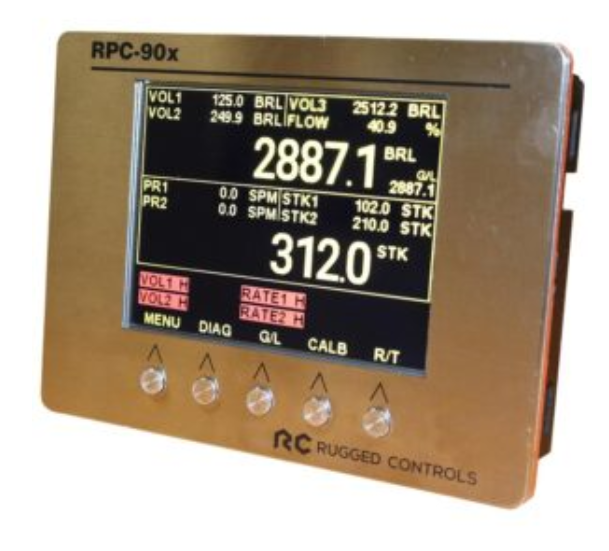 RPC-90x
VOL1 125.0 BRL VOL3 2512.2 BRL
VOL2 249.9 BRL FLOW 40.9 %
2887.1 BRL
G/L
2887.1
PR1 0.0 SPM STK1 102.0 STK
PR2 0.0 SPM STK2 210.0 STK
312.0 STK
VOL1 H RATE1 H
VOL2 H RATE2 H
MENU DIAG G/L CALB R/T
RC RUGGED CONTROLS